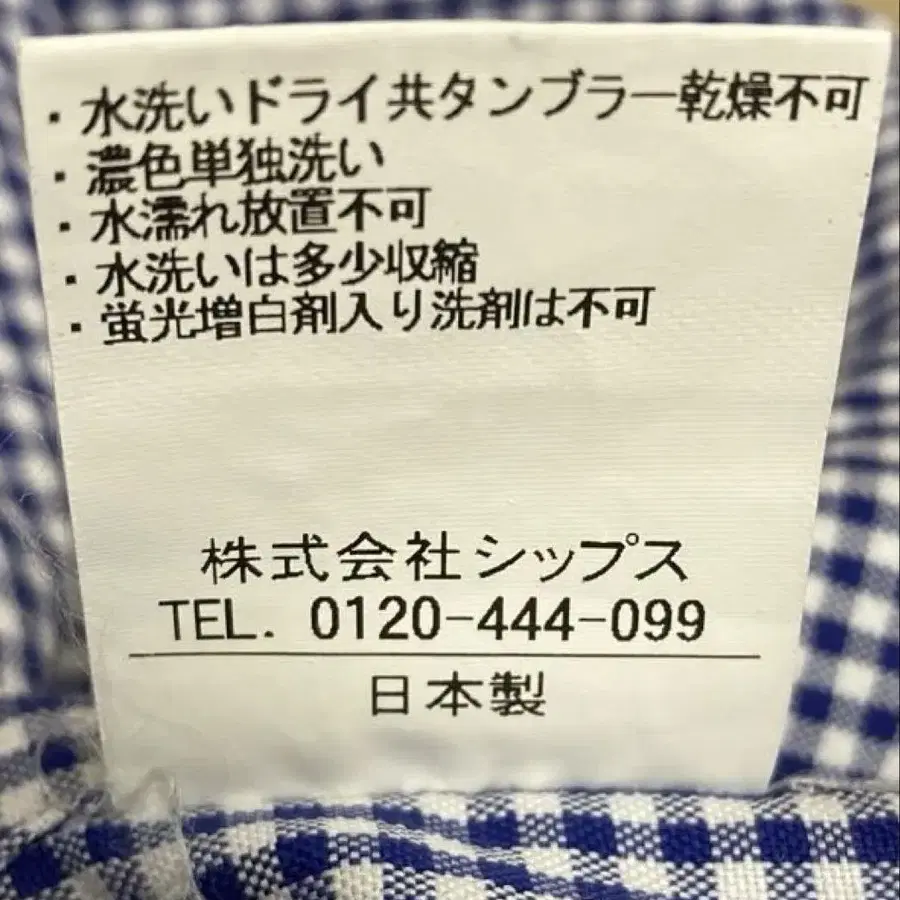 ・水洗いドライ共タンブラー乾燥不可
・濃色単独洗い
・水濡れ放置不可
・水洗いは多少収縮
・蛍光増白剤入り洗剤は不可
株式会社シップス
TEL. 0120-444-099
日本製